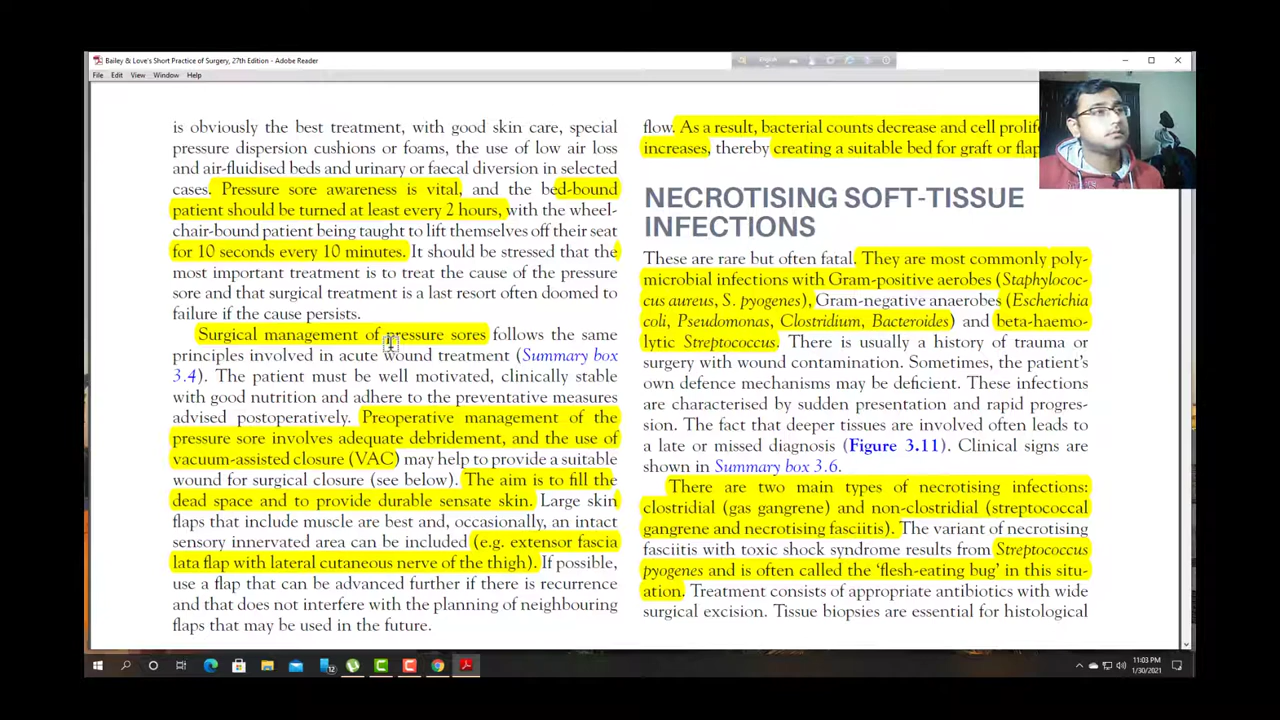 Bailey & Love's Short Practice of Surgery, 27th Edition - Adobe Reader
File Edit View Window Help
is obviously the best treatment, with good skin care, special
pressure dispersion cushions or foams, the use of low air loss
and air-fluidised beds and urinary or faecal diversion in selected
cases. Pressure sore awareness is vital, and the bed-bound
patient should be turned at least every 2 hours, with the wheel-
chair-bound patient being taught to lift themselves off their seat
for 10 seconds every 10 minutes. It should be stressed that the
most important treatment is to treat the cause of the pressure
sore and that surgical treatment is a last resort often doomed to
failure if the cause persists.
Surgical management of pressure sores follows the same
principles involved in acute wound treatment (Summary box
3.4). The patient must be well motivated, clinically stable
with good nutrition and adhere to the preventative measures
advised postoperatively. Preoperative management of the
pressure sore involves adequate debridement, and the use of
vacuum-assisted closure (VAC) may help to provide a suitable
wound for surgical closure (see below). The aim is to fill the
dead space and to provide durable sensate skin. Large skin
flaps that include muscle are best and, occasionally, an intact
sensory innervated area can be included (e.g. extensor fascia
lata flap with lateral cutaneous nerve of the thigh). If possible,
use a flap that can be advanced further if there is recurrence
and that does not interfere with the planning of neighbouring
flaps that may be used in the future.
flow. As a result, bacterial counts decrease and cell prolif
increases, thereby creating a suitable bed for graft or flap
NECROTISING SOFT-TISSUE
INFECTIONS
These are rare but often fatal. They are most commonly poly-
microbial infections with Gram-positive aerobes (Staphylococ-
cus aureus, S. pyogenes), Gram-negative anaerobes (Escherichia
coli, Pseudomonas, Clostridium, Bacteroides) and beta-haemo-
lytic Streptococcus. There is usually a history of trauma or
surgery with wound contamination. Sometimes, the patient's
own defence mechanisms may be deficient. These infections
are characterised by sudden presentation and rapid progres-
sion. The fact that deeper tissues are involved often leads to
a late or missed diagnosis (Figure 3.11). Clinical signs are
shown in Summary box 3.6.
There are two main types of necrotising infections:
clostridial (gas gangrene) and non-clostridial (streptococcal
gangrene and necrotising fasciitis). The variant of necrotising
fasciitis with toxic shock syndrome results from Streptococcus
pyogenes and is often called the 'flesh-eating bug' in this situ-
ation. Treatment consists of appropriate antibiotics with wide
surgical excision. Tissue biopsies are essential for histological
11:03 PM
1/30/2021